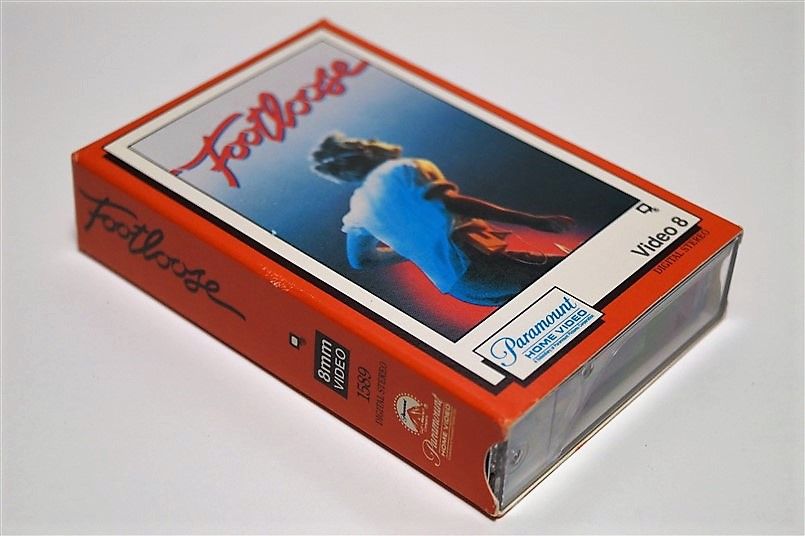 Footloose
Video 8
DIGITAL STEREO
Paramount
HOME VIDEO
Footloose
8mm
VIDEO
1589
DIGITAL STEREO
Paramount
HOME VIDEO